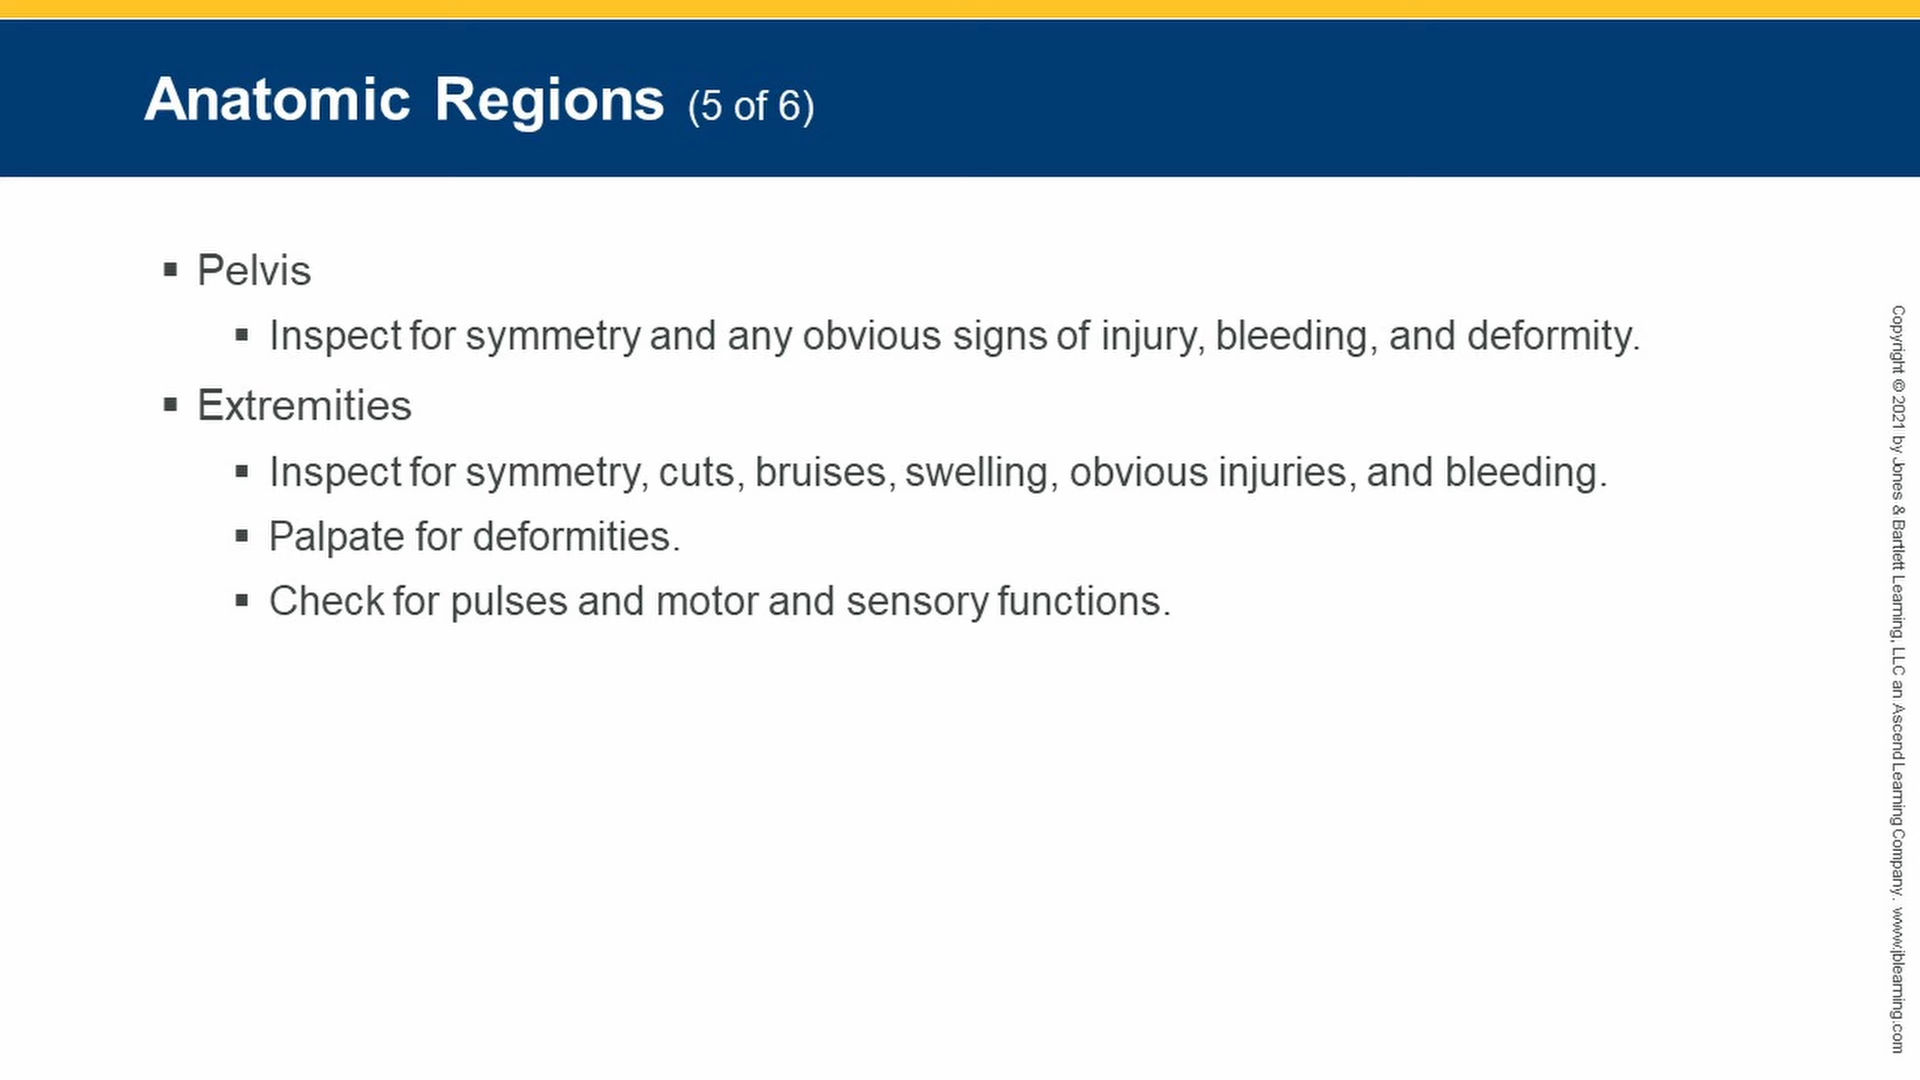 Anatomic Regions (5 of 6)
▪ Pelvis
▪ Inspect for symmetry and any obvious signs of injury, bleeding, and deformity.
▪ Extremities
▪ Inspect for symmetry, cuts, bruises, swelling, obvious injuries, and bleeding.
▪ Palpate for deformities.
▪ Check for pulses and motor and sensory functions.
Copyright © 2021 by Jones & Bartlett Learning, LLC an Ascend Learning Company. www.jblearning.com